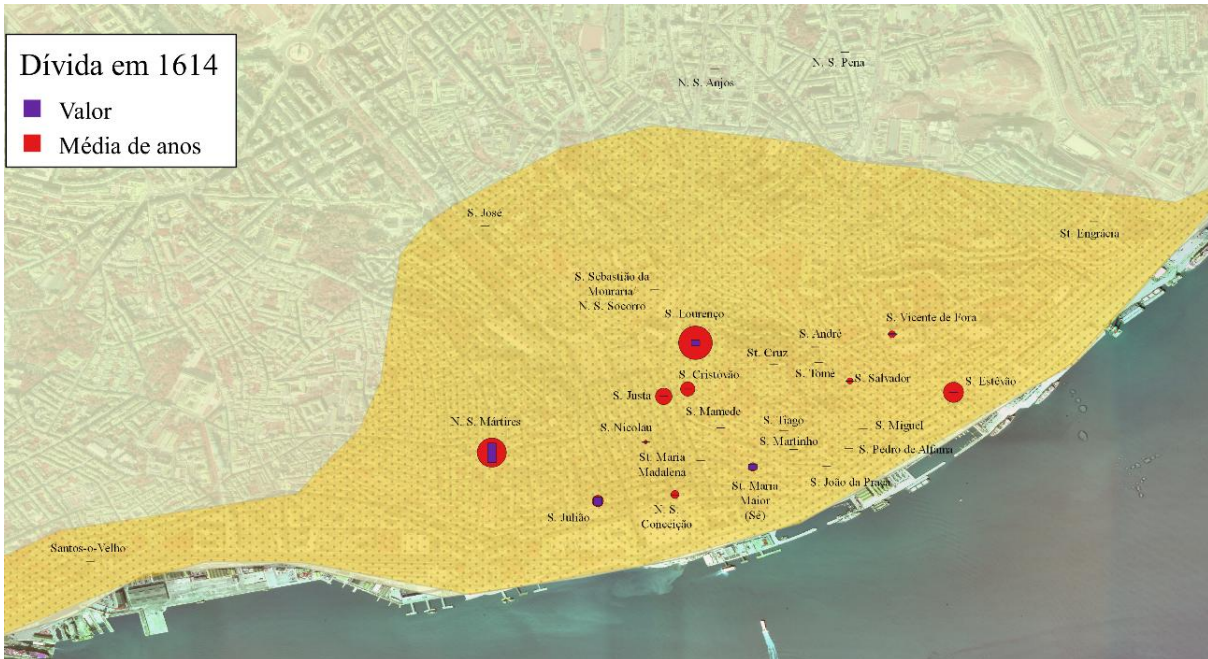 Dívida em 1614
Valor
Média de anos
N. S. Pena
N. S. Anjos
S. José
St. Engrácia
S. Sebastião da
Mouraria/
N. S. Socorro
S. Lourenço
S. Vicente de Fora
S. André
St. Cruz
S. Tomé
S. Salvador
S. Cristóvão
S. Justa
S. Estêvão
S. Mamede
N. S. Mártires
S. Nicolau
S. Tiago
S. Miguel
S. Martinho
S. Pedro de Alfama
St. Maria
Madalena
S. João da Praça
St. Maria
Maior
(Sé)
S. Julião
N. S.
Conceição
Santos-o-Velho